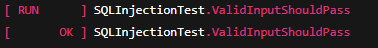 [ RUN      ] SQLInjectionTest.ValidInputShouldPass
[       OK ] SQLInjectionTest.ValidInputShouldPass